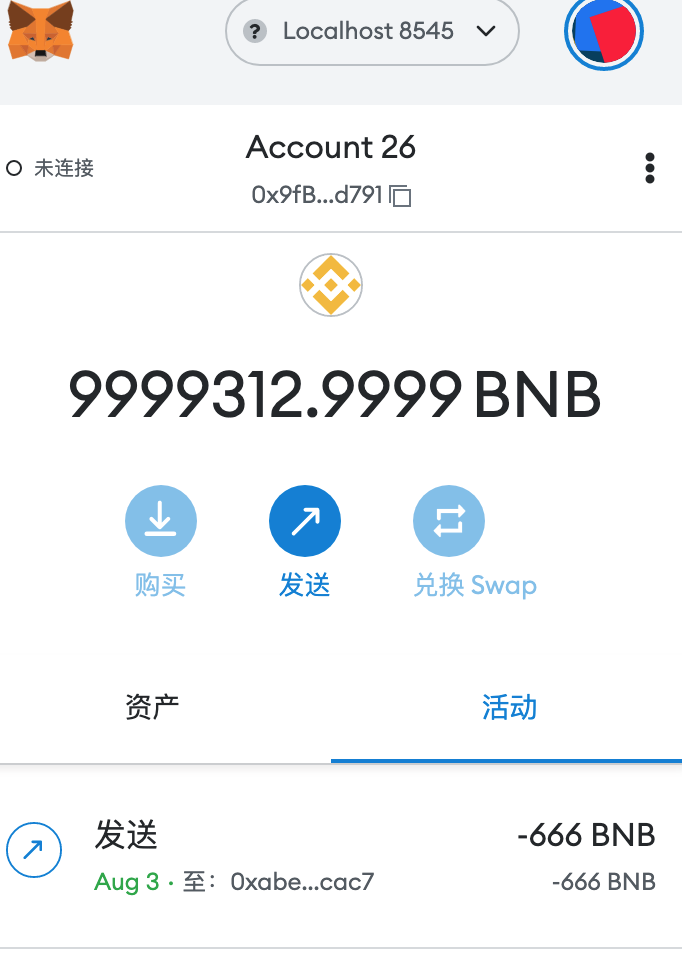 ? Localhost 8545
Account 26
未连接
0x9fB...d791
9999312.9999 BNB
购买
发送
兑换 Swap
资产
活动
发送
-666 BNB
Aug 3 · 至： 0xabe...cac7
-666 BNB